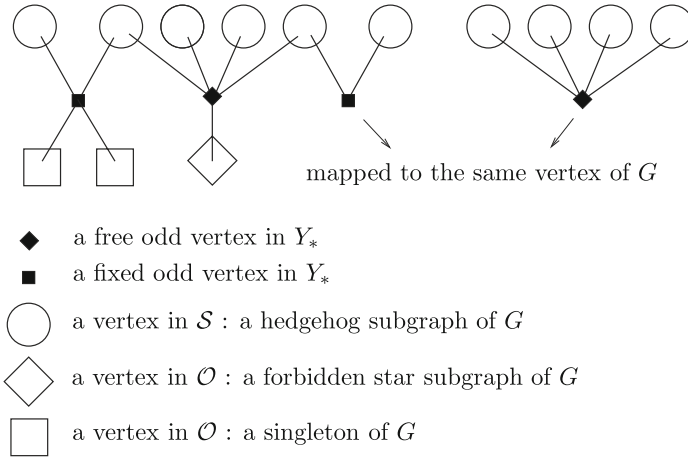 mapped to the same vertex of G
a free odd vertex in Y∗
a fixed odd vertex in Y∗
a vertex in 𝒮 : a hedgehog subgraph of G
a vertex in 𝒪 : a forbidden star subgraph of G
a vertex in 𝒪 : a singleton of G